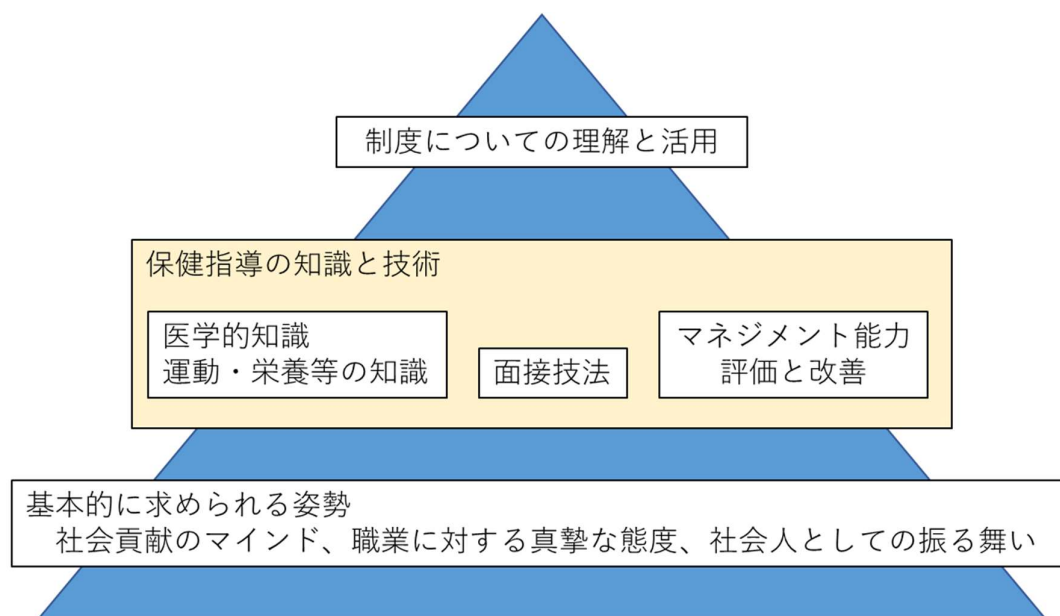 制度についての理解と活用
保健指導の知識と技術
医学的知識
運動・栄養等の知識
面接技法
マネジメント能力
評価と改善
基本的に求められる姿勢
社会貢献のマインド、職業に対する真摯な態度、社会人としての振る舞い